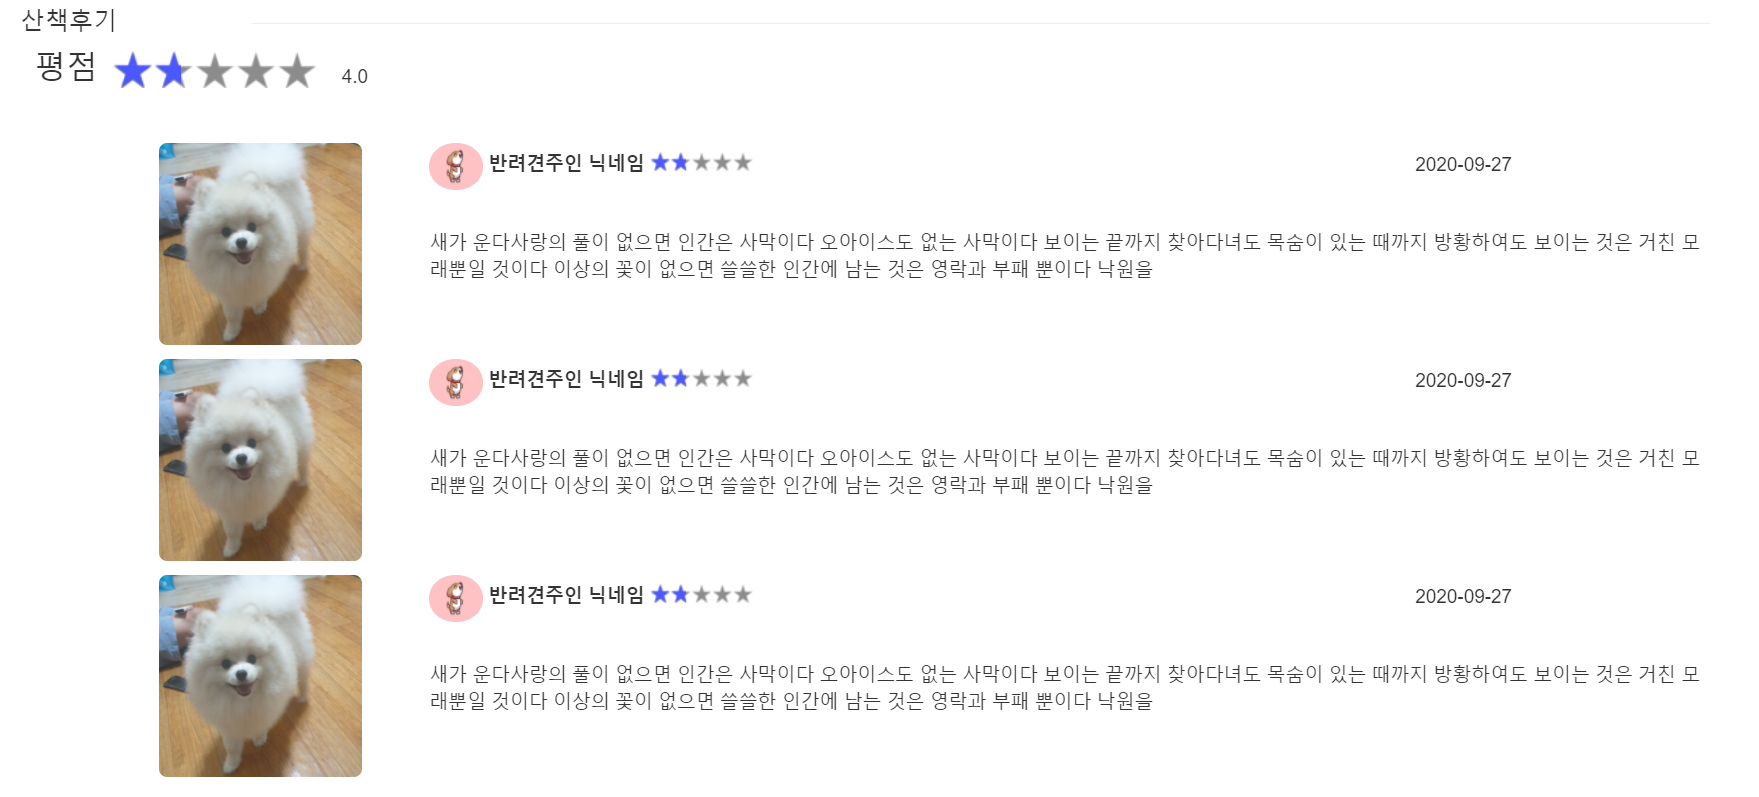 산책후기
평점 4.0
반려견주인 닉네임 2020-09-27
새가 운다사랑의 풀이 없으면 인간은 사막이다 오아이스도 없는 사막이다 보이는 끝까지 찾아다녀도 목숨이 있는 때까지 방황하여도 보이는 것은 거친 모
래뿐일 것이다 이상의 꽃이 없으면 쓸쓸한 인간에 남는 것은 영락과 부패 뿐이다 낙원을
반려견주인 닉네임 2020-09-27
새가 운다사랑의 풀이 없으면 인간은 사막이다 오아이스도 없는 사막이다 보이는 끝까지 찾아다녀도 목숨이 있는 때까지 방황하여도 보이는 것은 거친 모
래뿐일 것이다 이상의 꽃이 없으면 쓸쓸한 인간에 남는 것은 영락과 부패 뿐이다 낙원을
반려견주인 닉네임 2020-09-27
새가 운다사랑의 풀이 없으면 인간은 사막이다 오아이스도 없는 사막이다 보이는 끝까지 찾아다녀도 목숨이 있는 때까지 방황하여도 보이는 것은 거친 모
래뿐일 것이다 이상의 꽃이 없으면 쓸쓸한 인간에 남는 것은 영락과 부패 뿐이다 낙원을